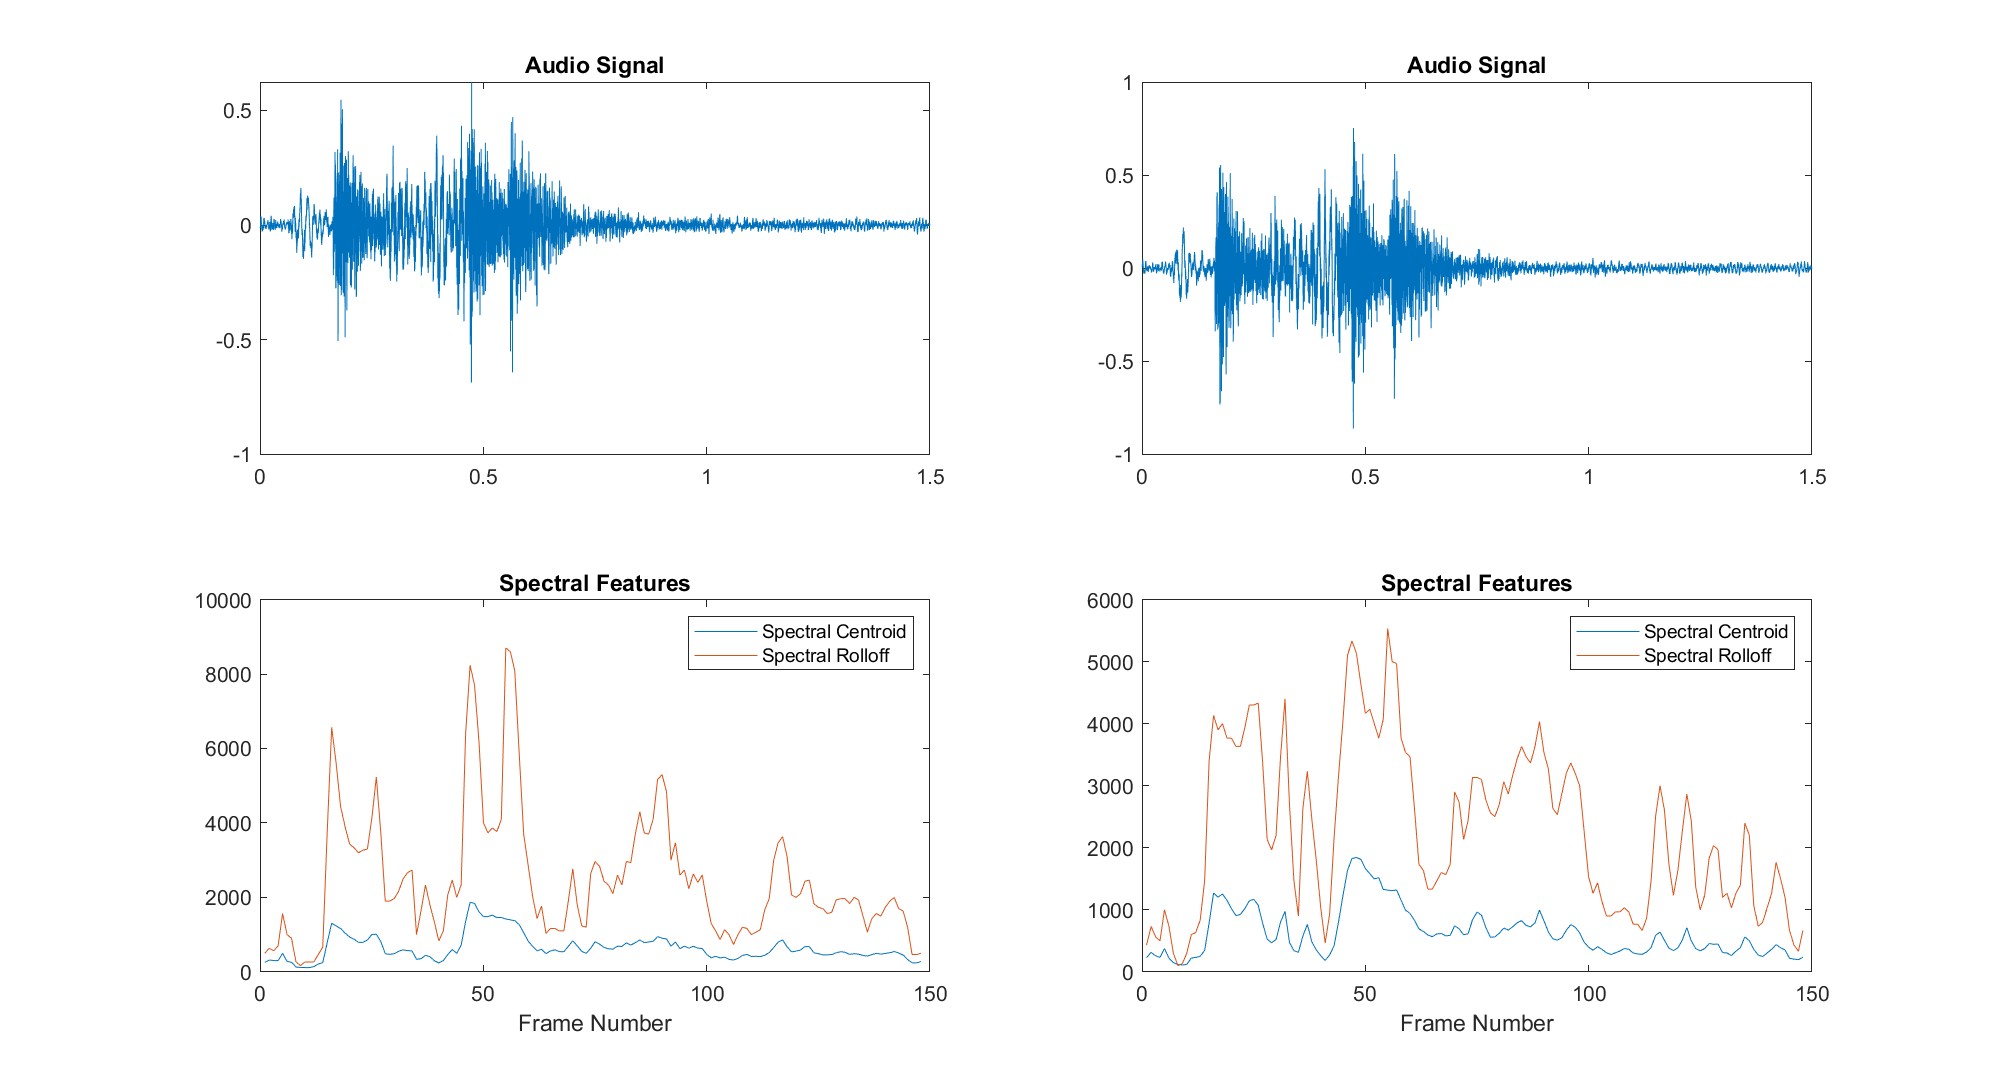 Audio Signal
0.5
0
-0.5
-1
0 0.5 1 1.5
Audio Signal
1
0.5
0
-0.5
-1
0 0.5 1 1.5
Spectral Features
10000
8000
6000
4000
2000
0
0 50 100 150
Frame Number
Spectral Centroid
Spectral Rolloff
Spectral Features
6000
5000
4000
3000
2000
1000
0
0 50 100 150
Frame Number
Spectral Centroid
Spectral Rolloff